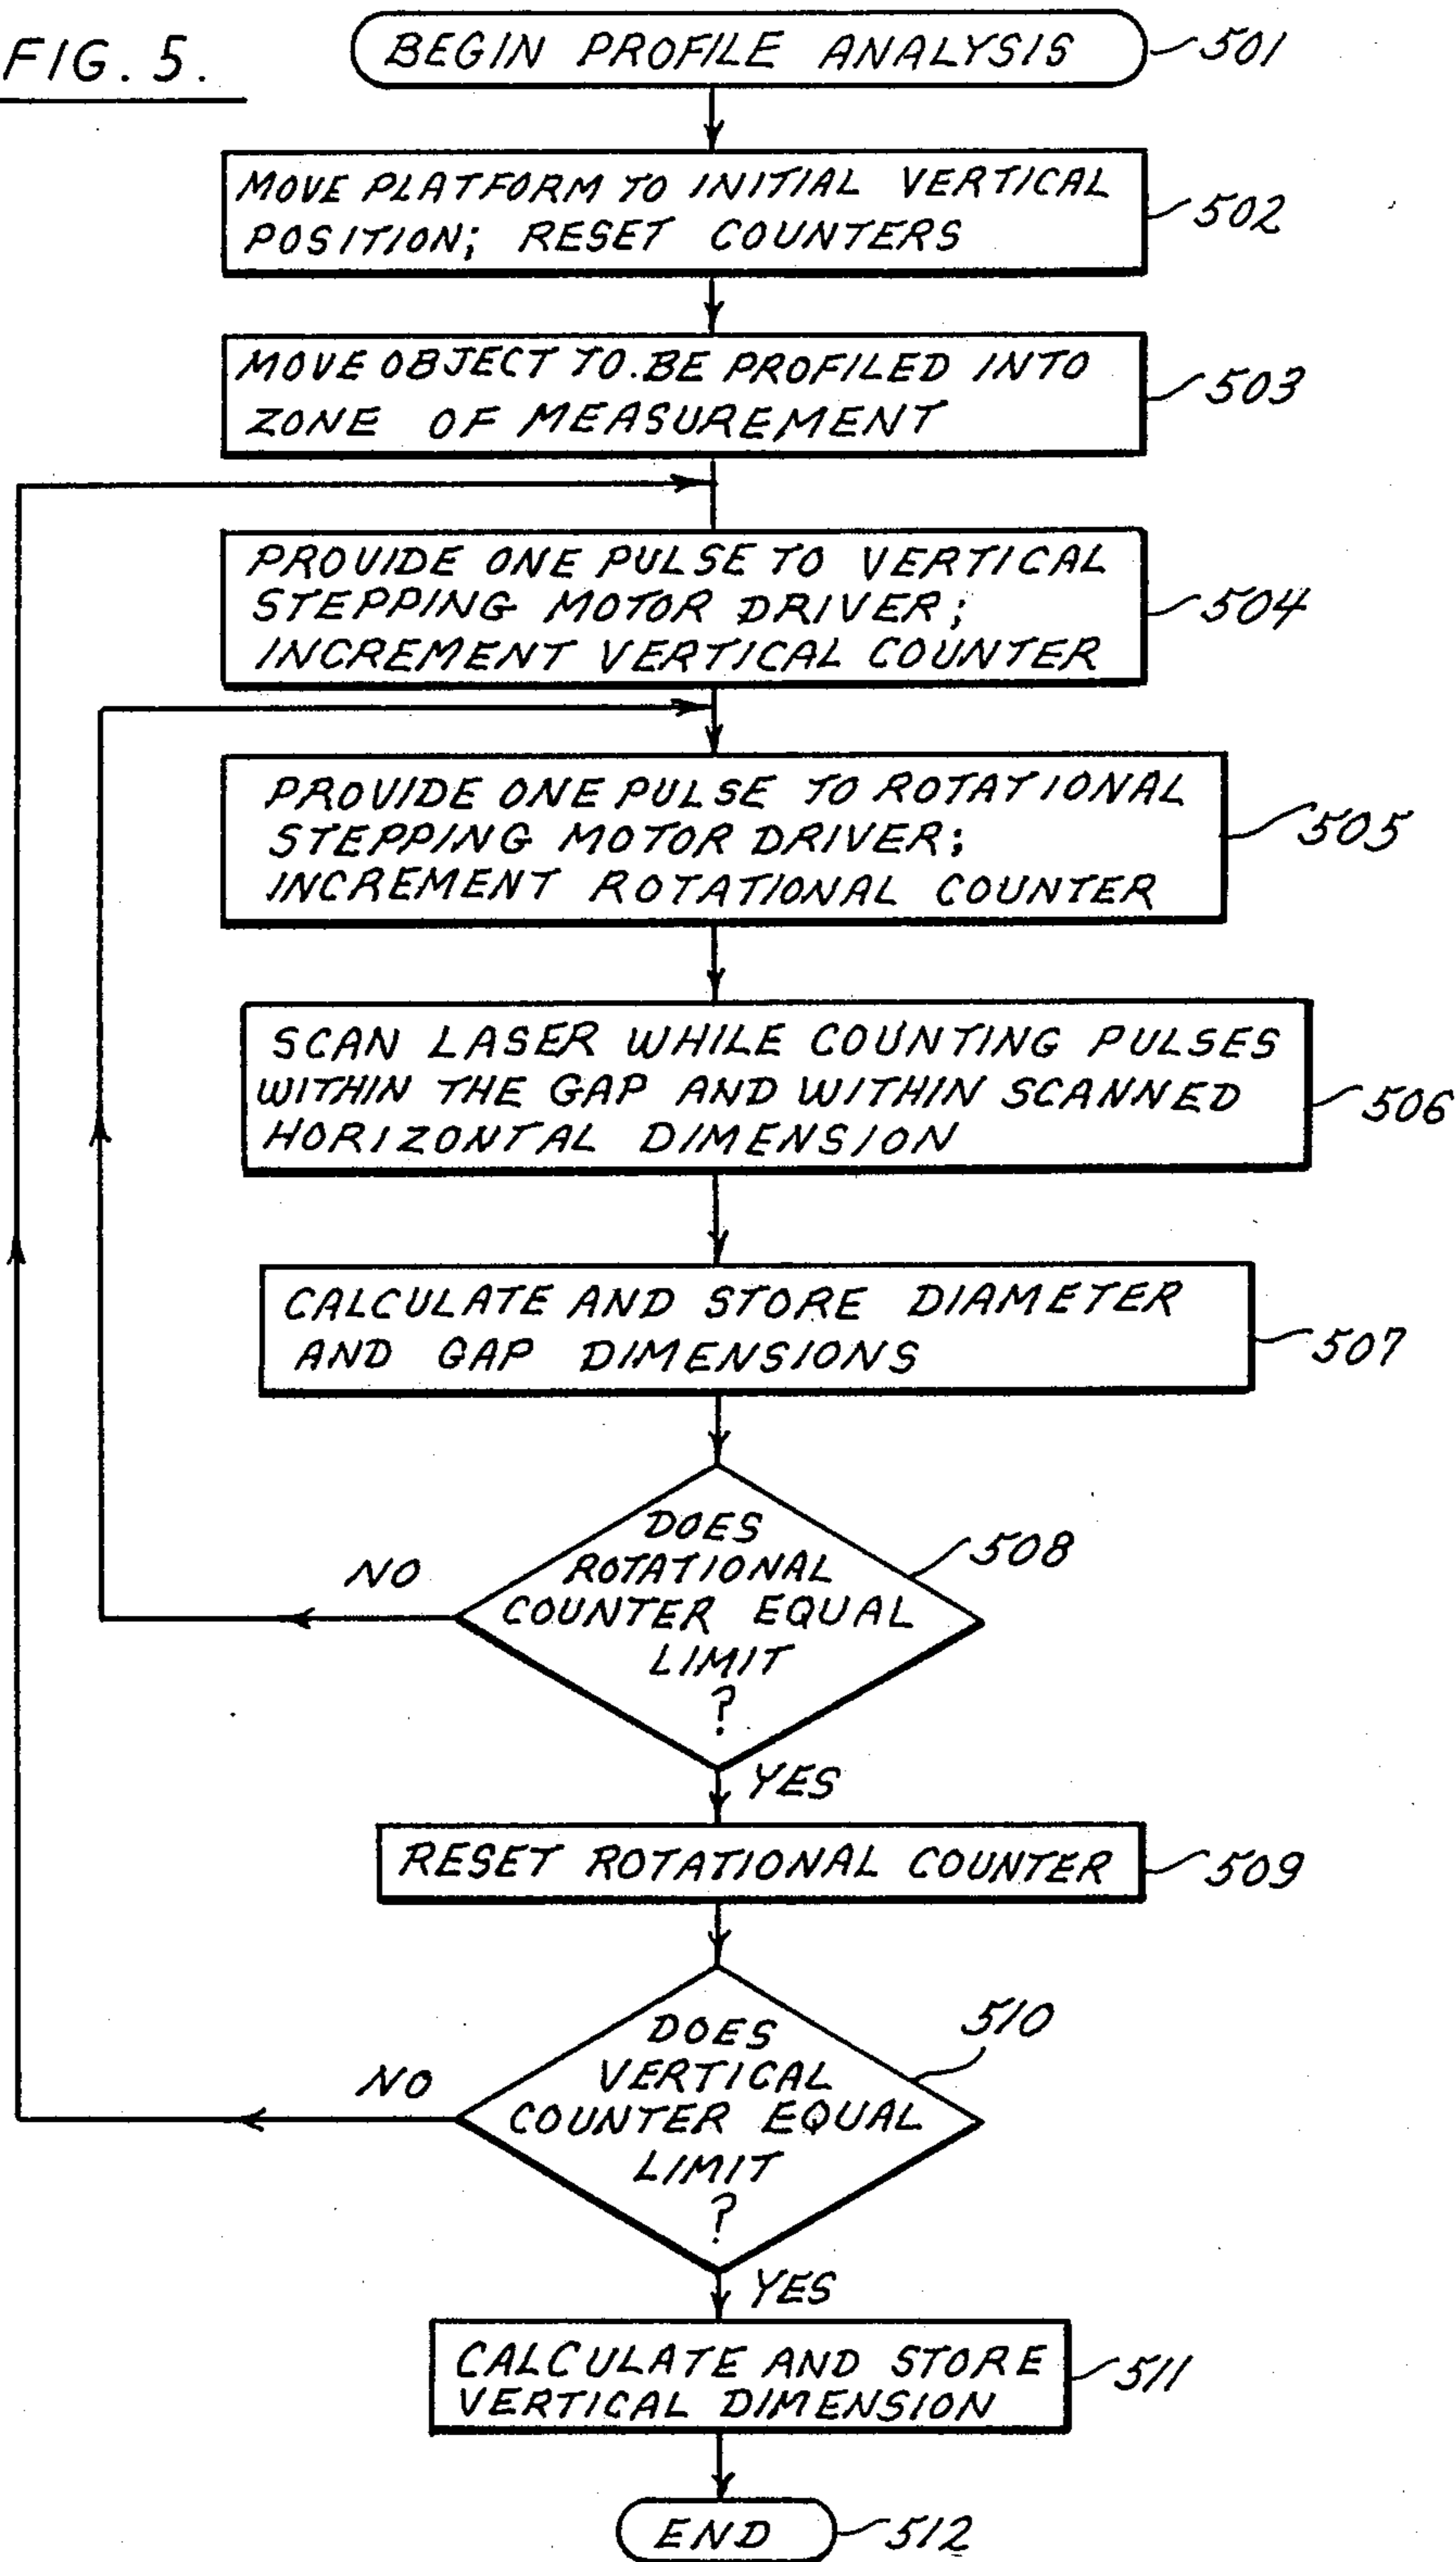 FIG. 5.
BEGIN PROFILE ANALYSIS
501
MOVE PLATFORM TO INITIAL VERTICAL
POSITION; RESET COUNTERS
502
MOVE OBJECT TO.BE PROFILED INTO
ZONE OF MEASUREMENT
503
PROVIDE ONE PULSE TO VERTICAL
STEPPING MOTOR DRIVER;
INCREMENT VERTICAL COUNTER
504
PROVIDE ONE PULSE TO ROTATIONAL
STEPPING MOTOR DRIVER;
INCREMENT ROTATIONAL COUNTER
505
SCAN LASER WHILE COUNTING PULSES
WITHIN THE GAP AND WITHIN SCANNED
HORIZONTAL DIMENSION
506
CALCULATE AND STORE DIAMETER
AND GAP DIMENSIONS
507
DOES
ROTATIONAL
COUNTER EQUAL
LIMIT
?
508
NO
YES
RESET ROTATIONAL COUNTER
509
DOES
VERTICAL
COUNTER EQUAL
LIMIT
?
510
NO
YES
CALCULATE AND STORE
VERTICAL DIMENSION
511
END
512